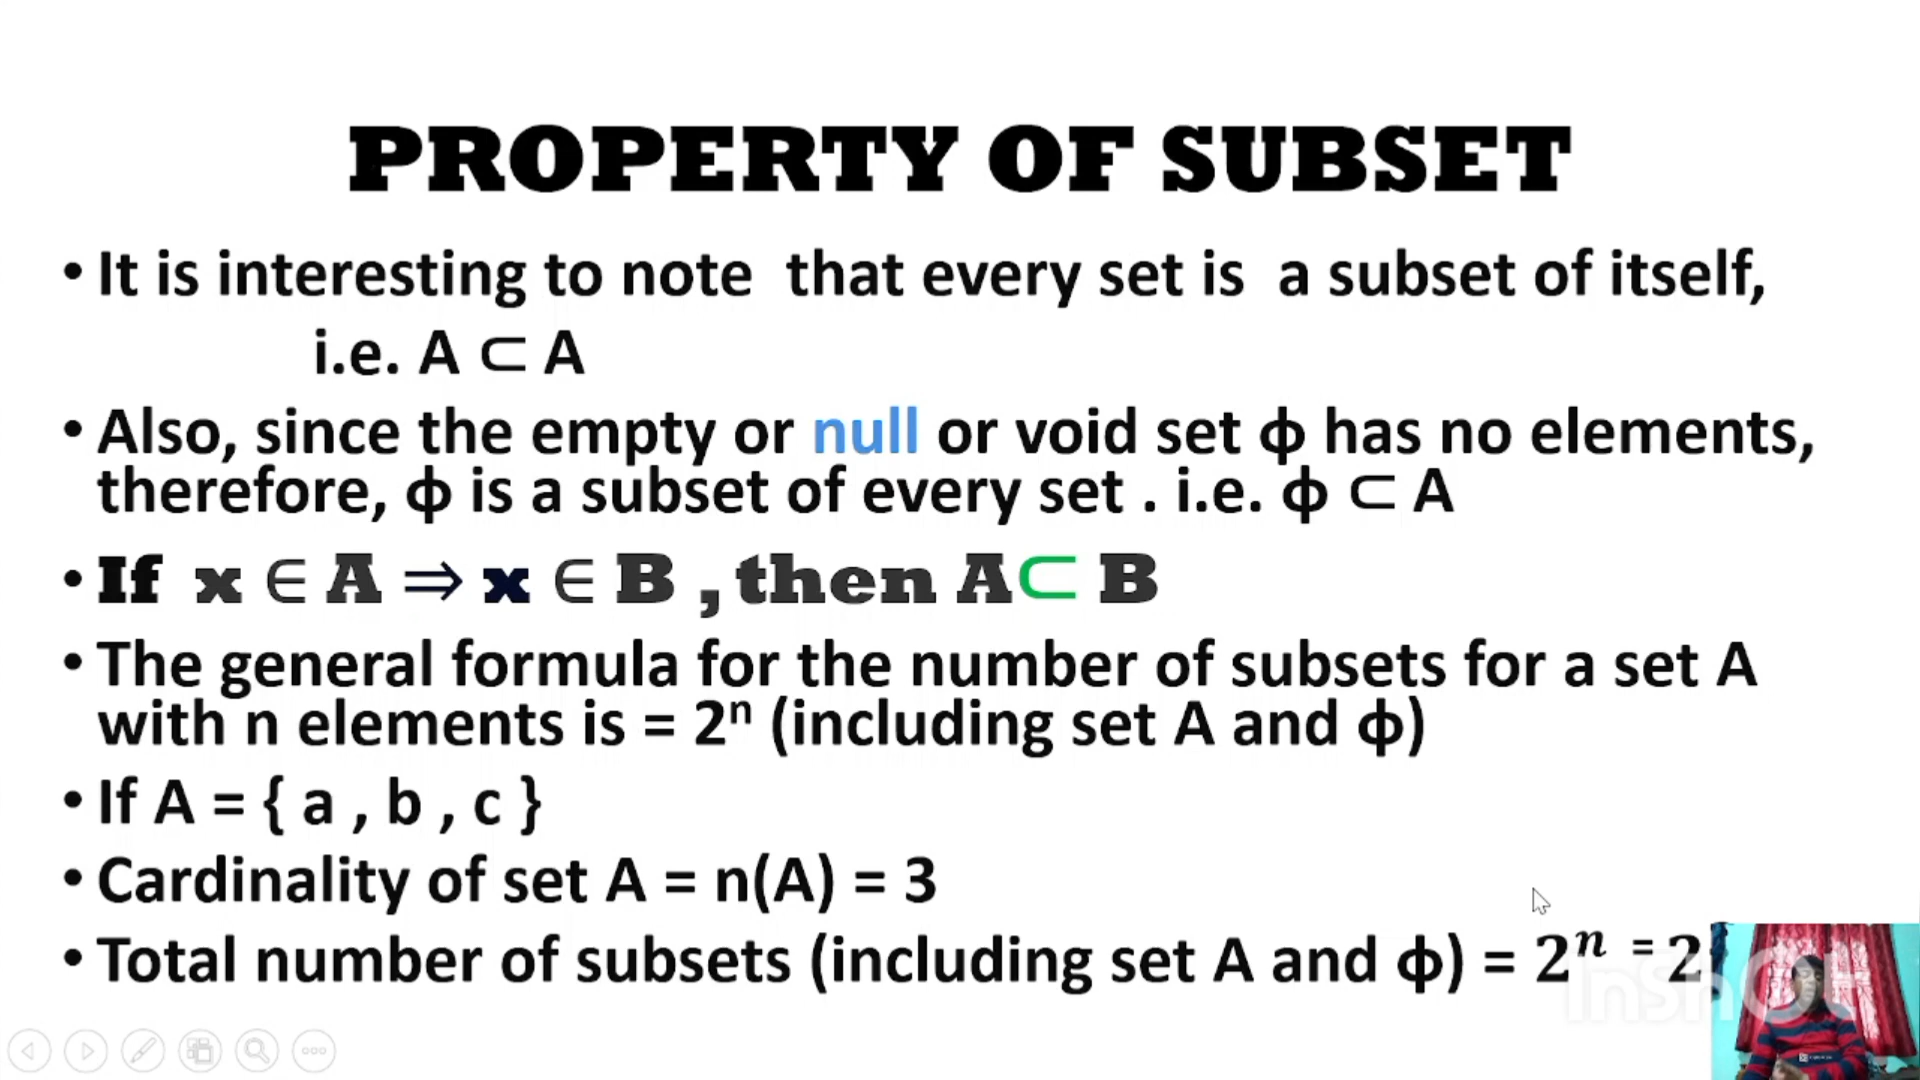 PROPERTY OF SUBSET
• It is interesting to note that every set is a subset of itself,
i.e. A ⊂ A
• Also, since the empty or null or void set ф has no elements,
therefore, ф is a subset of every set . i.e. ф ⊂ A
• If x ∈ A ⇒ x ∈ B , then A ⊂ B
• The general formula for the number of subsets for a set A
with n elements is = 2ⁿ (including set A and ф)
• If A = { a , b , c }
• Cardinality of set A = n(A) = 3
• Total number of subsets (including set A and ф) = 2ⁿ = 2
InShOt